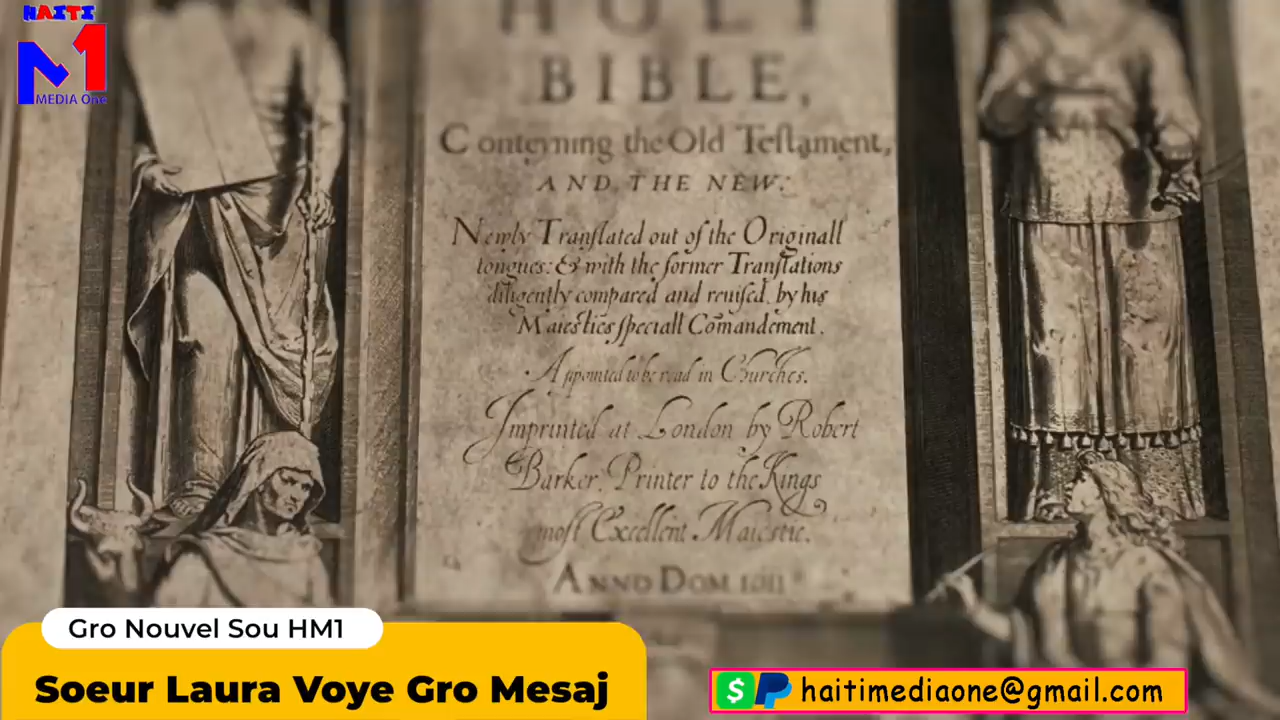 HAITI
M1
MEDIA One
HOLY
BIBLE,
Conteyning the Old Teſtament,
AND THE NEW:
Newly Tranſlated out of the Originall
tongues: & with the former Tranſlations
diligently compared and reuiſed, by his
Maieſties ſpeciall Comandement.
Appointed to be read in Churches.
Imprinted at London by Robert
Barker, Printer to the Kings
moſt Excellent Maieſtie.
ANNO DOM. 1611
Gro Nouvel Sou HM1
Soeur Laura Voye Gro Mesaj
$ P haitimediaone@gmail.com